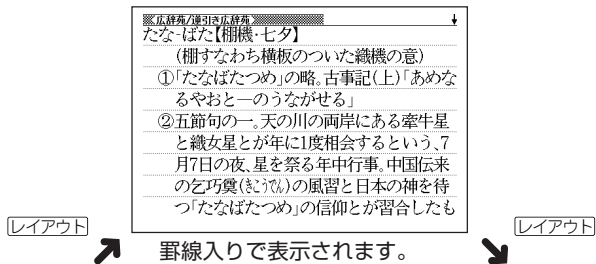 広辞苑/逆引き広辞苑
たな-ばた【棚機・七夕】
(棚すなわち横板のついた織機の意)
①「たなばたつめ」の略。古事記(上)「あめな
るやおと―のうながせる」
②五節句の一。天の川の両岸にある牽牛星
と織女星とが年に1度相会するという、7
月7日の夜、星を祭る年中行事。中国伝来
の乞巧奠(きこうでん)の風習と日本の神を待
つ「たなばたつめ」の信仰とが習合したも
レイアウト
レイアウト
罫線入りで表示されます。